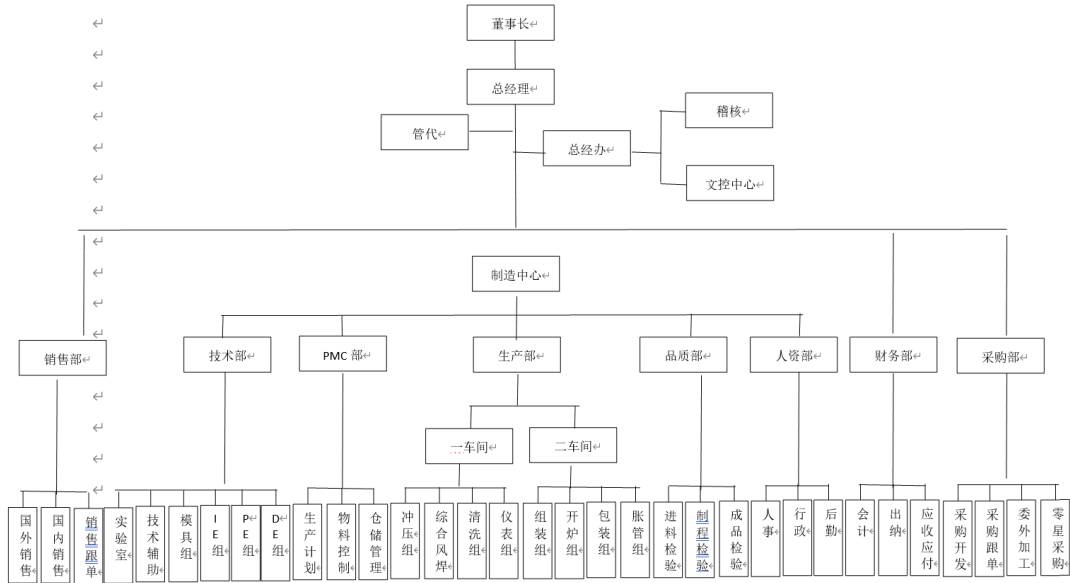 董事长
总经理
管代
总经办
稽核
文控中心
制造中心
销售部
技术部
PMC 部
生产部
品质部
人资部
财务部
采购部
一车间
二车间
国外销售
国内销售
销售跟单
实验室
技术辅助
模具组
IE组
PE组
DE组
生产计划
物料控制
仓储管理
冲压组
综合风焊
清洗组
仪表组
组装组
开炉组
包装组
胀管组
进料检验
制程检验
成品检验
人事
行政
后勤
会计
出纳
应收应付
采购开发
采购跟单
委外加工
零星采购